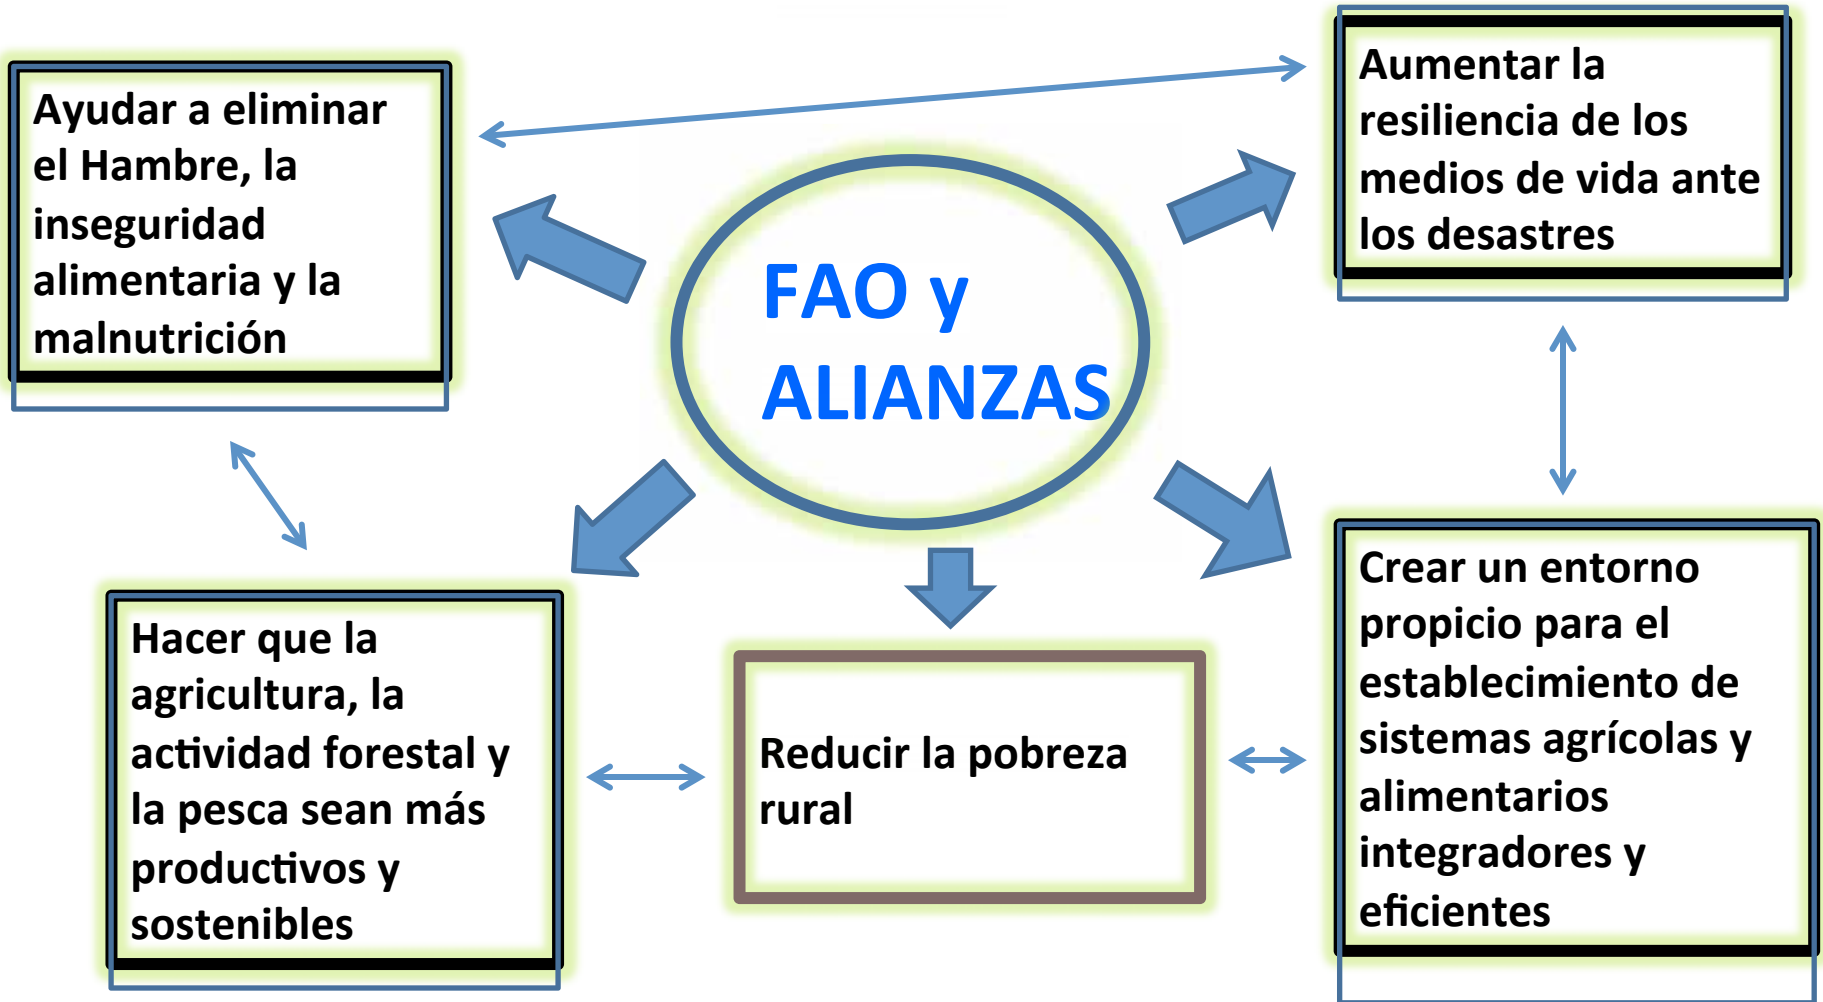 Ayudar a eliminar
el Hambre, la
inseguridad
alimentaria y la
malnutrición
Aumentar la
resiliencia de los
medios de vida ante
los desastres
FAO y
ALIANZAS
Hacer que la
agricultura, la
actividad forestal y
la pesca sean más
productivos y
sostenibles
Reducir la pobreza
rural
Crear un entorno
propicio para el
establecimiento de
sistemas agrícolas y
alimentarios
integradores y
eficientes